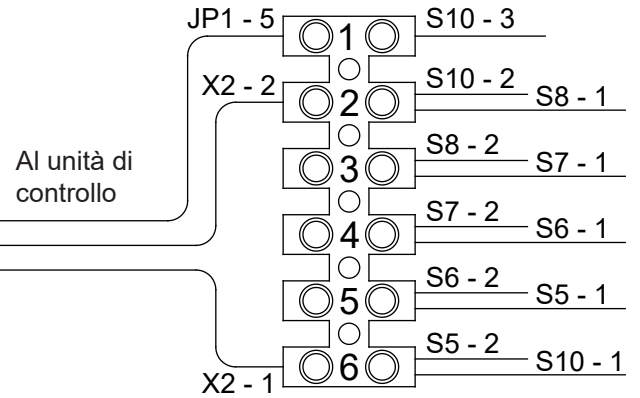 JP1 - 5
1
S10 - 3
X2 - 2
2
S10 - 2
S8 - 1
Al unità di
controllo
3
S8 - 2
S7 - 1
4
S7 - 2
S6 - 1
5
S6 - 2
S5 - 1
X2 - 1
6
S5 - 2
S10 - 1